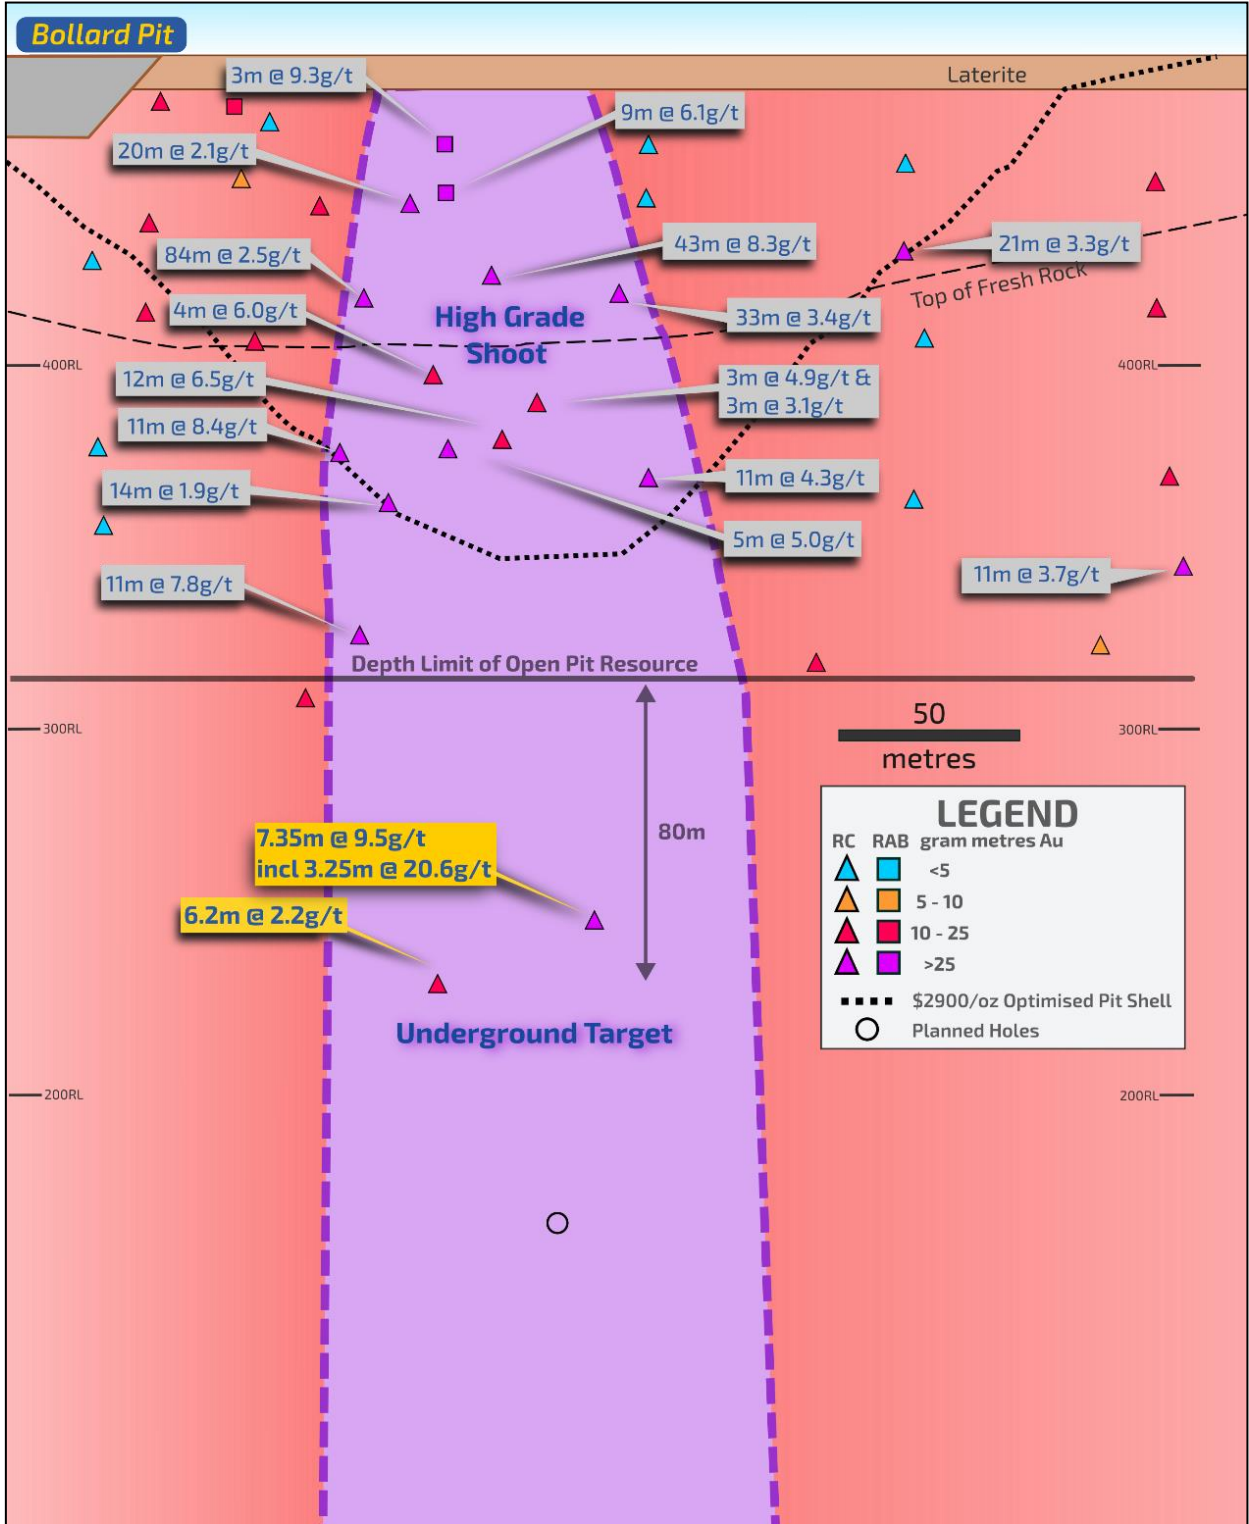 Bollard Pit
Laterite
3m @ 9.3g/t
9m @ 6.1g/t
20m @ 2.1g/t
43m @ 8.3g/t
21m @ 3.3g/t
84m @ 2.5g/t
Top of Fresh Rock
4m @ 6.0g/t
33m @ 3.4g/t
High Grade
Shoot
400RL
400RL
12m @ 6.5g/t
3m @ 4.9g/t &
3m @ 3.1g/t
11m @ 8.4g/t
14m @ 1.9g/t
11m @ 4.3g/t
5m @ 5.0g/t
11m @ 7.8g/t
11m @ 3.7g/t
Depth Limit of Open Pit Resource
300RL
300RL
50
metres
80m
7.35m @ 9.5g/t
incl 3.25m @ 20.6g/t
6.2m @ 2.2g/t
Underground Target
LEGEND
RC RAB gram metres Au
<5
5 - 10
10 - 25
>25
$2900/oz Optimised Pit Shell
Planned Holes
200RL
200RL